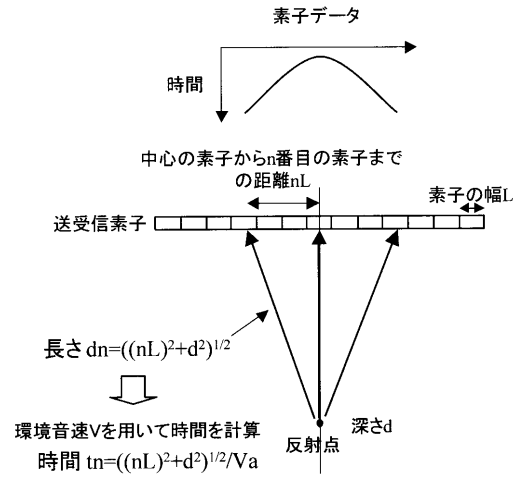 素子データ
時間
中心の素子からn番目の素子まで
の距離nL
素子の幅L
送受信素子
長さdn=((nL)²+d²)¹/²
環境音速Vを用いて時間を計算
時間 tn=((nL)²+d²)¹/²/Va
深さd
反射点